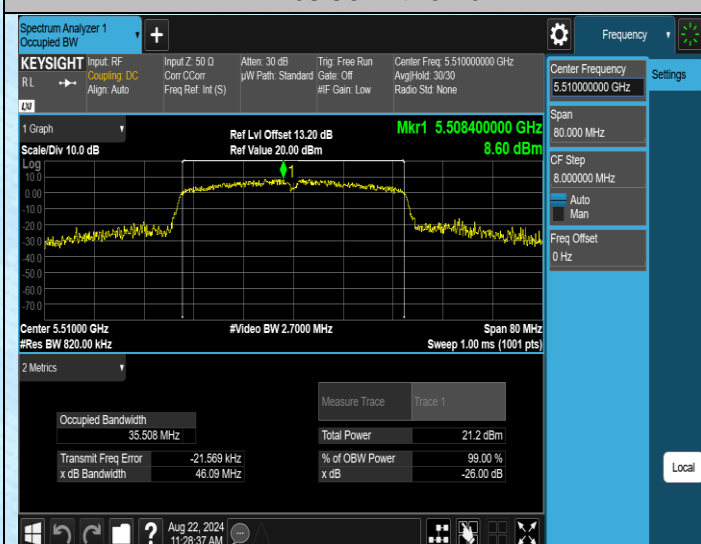 Spectrum Analyzer 1
Occupied BW
+
Frequency
KEYSIGHT
RL
LXI
Input: RF
Coupling: DC
Align: Auto
Input Z: 50 Ω
Corr CCorr
Freq Ref: Int (S)
Atten: 30 dB
µW Path: Standard
Trig: Free Run
Gate: Off
#IF Gain: Low
Center Freq: 5.510000000 GHz
Avg|Hold: 30/30
Radio Std: None
Center Frequency
5.510000000 GHz
Settings
Span
80.000 MHz
CF Step
8.000000 MHz
Auto
Man
Freq Offset
0 Hz
1 Graph
Scale/Div 10.0 dB
Ref Lvl Offset 13.20 dB
Ref Value 20.00 dBm
Mkr1 5.508400000 GHz
8.60 dBm
Log
10.0
0.00
-10.0
-20.0
-30.0
-40.0
-50.0
-60.0
-70.0
1
Center 5.51000 GHz
#Video BW 2.7000 MHz
Span 80 MHz
#Res BW 820.00 kHz
Sweep 1.00 ms (1001 pts)
2 Metrics
Measure Trace
Trace 1
Occupied Bandwidth
35.508 MHz
Total Power
21.2 dBm
Transmit Freq Error
-21.569 kHz
% of OBW Power
99.00 %
x dB Bandwidth
46.09 MHz
x dB
-26.00 dB
Local
?
Aug 22, 2024
11:28:37 AM